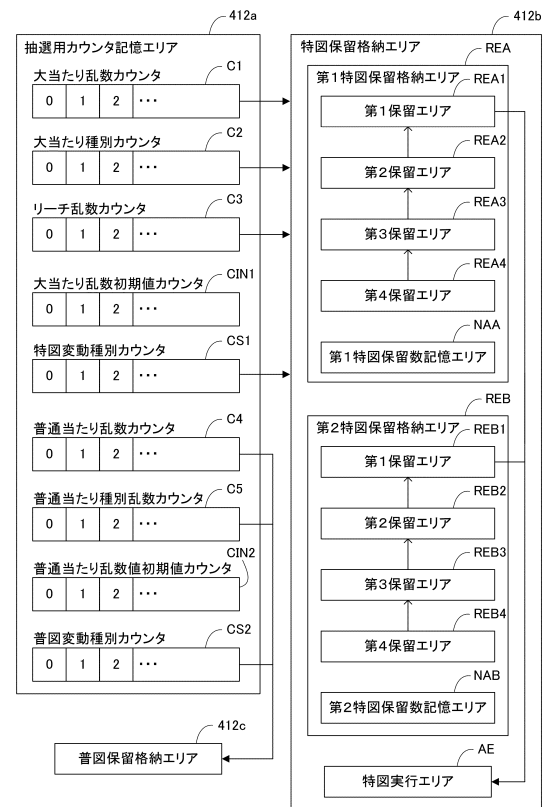 412a
抽選用カウンタ記憶エリア
大当たり乱数カウンタ
C1
0 1 2 ・・・
大当たり種別カウンタ
C2
0 1 2 ・・・
リーチ乱数カウンタ
C3
0 1 2 ・・・
大当たり乱数初期値カウンタ
CIN1
0 1 2 ・・・
特図変動種別カウンタ
CS1
0 1 2 ・・・
普通当たり乱数カウンタ
C4
0 1 2 ・・・
普通当たり種別乱数カウンタ
C5
0 1 2 ・・・
普通当たり乱数値初期値カウンタ
CIN2
0 1 2 ・・・
普図変動種別カウンタ
CS2
0 1 2 ・・・
412c
普図保留格納エリア
412b
特図保留格納エリア
REA
第1特図保留格納エリア
REA1
第1保留エリア
REA2
第2保留エリア
REA3
第3保留エリア
REA4
第4保留エリア
NAA
第1特図保留数記憶エリア
REB
第2特図保留格納エリア
REB1
第1保留エリア
REB2
第2保留エリア
REB3
第3保留エリア
REB4
第4保留エリア
NAB
第2特図保留数記憶エリア
AE
特図実行エリア